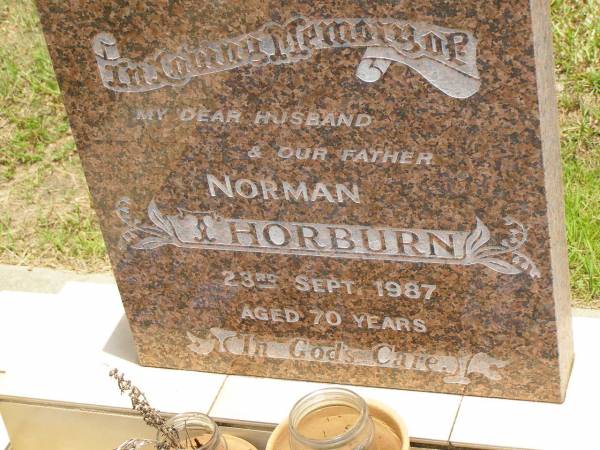 In Loving Memory of
MY DEAR HUSBAND
& OUR FATHER
NORMAN
THORBURN
23RD SEPT. 1987
AGED 70 YEARS
In God's Care.